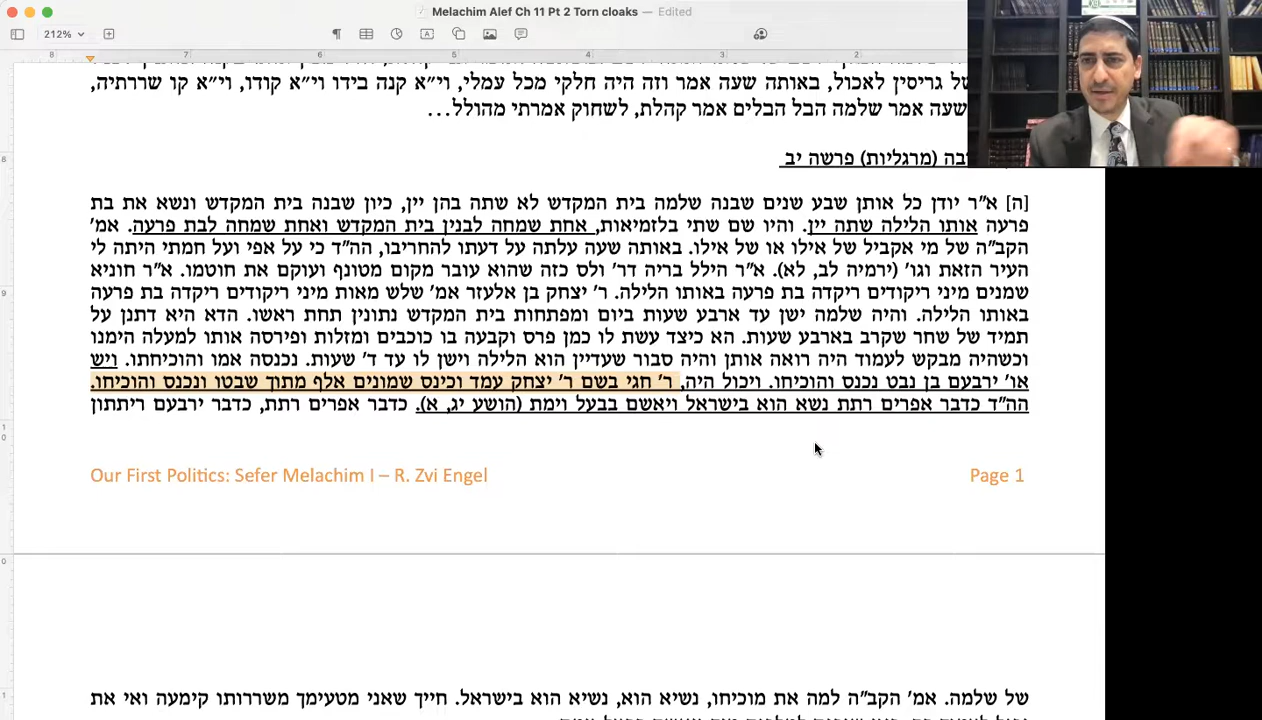 Melachim Alef Ch 11 Pt 2 Torn cloaks — Edited
212%
8 7 6 5 4 3 2
של גריסין לאכול, באותה שעה אמר וזה היה חלקי מכל עמלי, וי״א קנה בידו וי״א קודו, וי״א קו שררתיה,
שעה אמר שלמה הבל הבלים אמר קהלת, לשחוק אמרתי מהולל…
(מרגליות) פרשה יב
[ה] א״ר יודן כל אותן שבע שנים שבנה שלמה בית המקדש לא שתה בהן יין, כיון שבנה בית המקדש ונשא את בת
פרעה אותו הלילה שתה יין. והיו שם שתי בלזמיאות, אחת שמחה לבנין בית המקדש ואחת שמחה לבת פרעה. אמ׳
הקב״ה של מי אקביל של אילו או של אילו. באותה שעה עלתה על דעתו להחריבו, הה״ד כי על אפי ועל חמתי היתה לי
העיר הזאת וגו׳ (ירמיה לב, לא). א״ר הילל בריה דר׳ ולס כזה שהוא עובר מקום מטונף ועוקם את חוטמו. א״ר חוניא
שמנים מיני ריקודים ריקדה בת פרעה באותו הלילה. ר׳ יצחק בן אלעזר אמ׳ שלש מאות מיני ריקודים ריקדה בת פרעה
באותו הלילה. והיה שלמה ישן עד ארבע שעות ביום ומפתחות בית המקדש נתונין תחת ראשו. הדא היא דתנן על
תמיד של שחר שקרב בארבע שעות. הא כיצד עשת לו כמן פרס וקבעה בו כוכבים ומזלות ופירסה אותו למעלה הימנו
וכשהיה מבקש לעמוד היה רואה אותן והיה סבור שעדיין הוא הלילה וישן לו עד ד׳ שעות. נכנסה אמו והוכיחתו. ויש
או׳ ירבעם בן נבט נכנס והוכיחו. ויכול היה, ר׳ חגי בשם ר׳ יצחק עמד וכינס שמונים אלף מתוך שבטו ונכנס והוכיחו.
הה״ד כדבר אפרים רתת נשא הוא בישראל ויאשם בבעל וימת (הושע יג, א). כדבר אפרים רתת, כדבר ירבעם ריתתון
Our First Politics: Sefer Melachim I – R. Zvi Engel Page 1
של שלמה. אמ׳ הקב״ה למה את מוכיחו, נשיא הוא, נשיא הוא בישראל. חייך שאני מטעימך משררותו קימעה ואי את